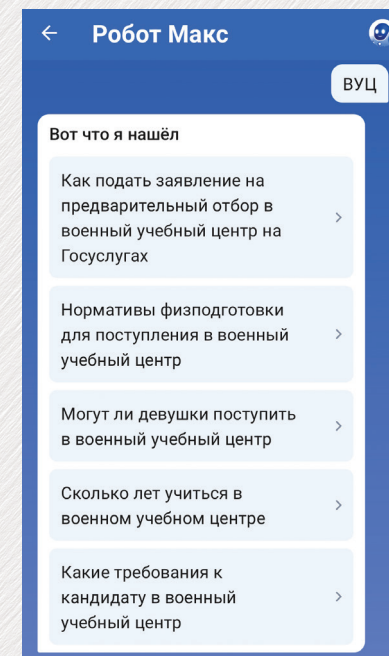 Робот Макс
ВУЦ
Вот что я нашёл
Как подать заявление на
предварительный отбор в
военный учебный центр на
Госуслугах
Нормативы физподготовки
для поступления в военный
учебный центр
Могут ли девушки поступить
в военный учебный центр
Сколько лет учиться в
военном учебном центре
Какие требования к
кандидату в военный
учебный центр